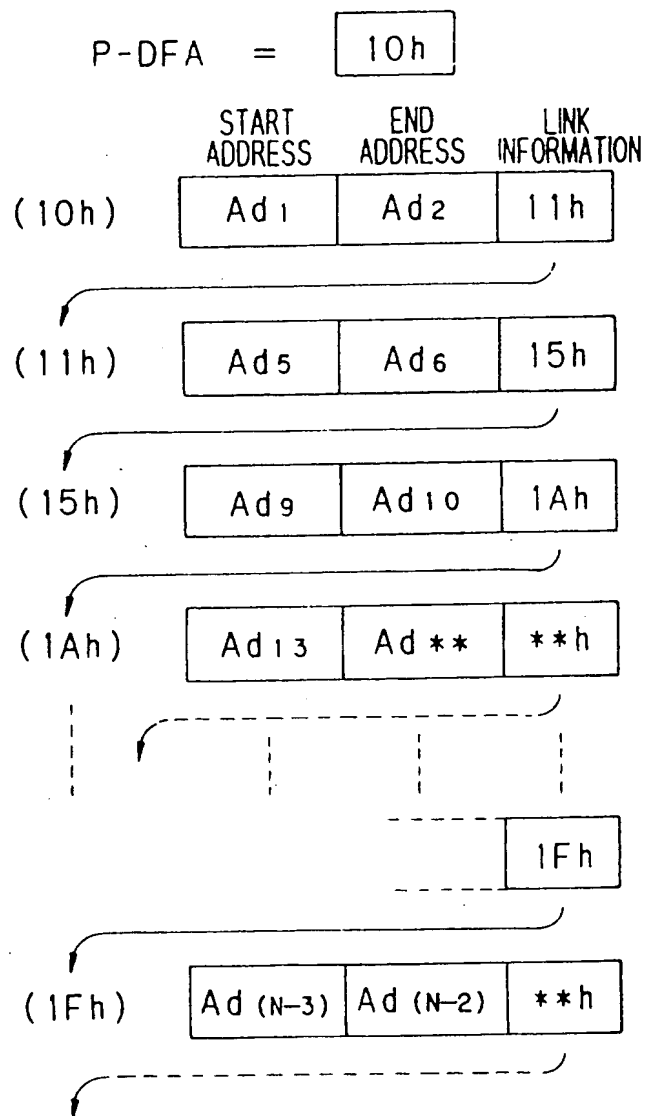 P-DFA = 10h
START ADDRESS END ADDRESS LINK INFORMATION
(10h) Ad1 Ad2 11h
(11h) Ad5 Ad6 15h
(15h) Ad9 Ad10 1Ah
(1Ah) Ad13 Ad** **h
1Fh
(1Fh) Ad(N-3) Ad(N-2) **h